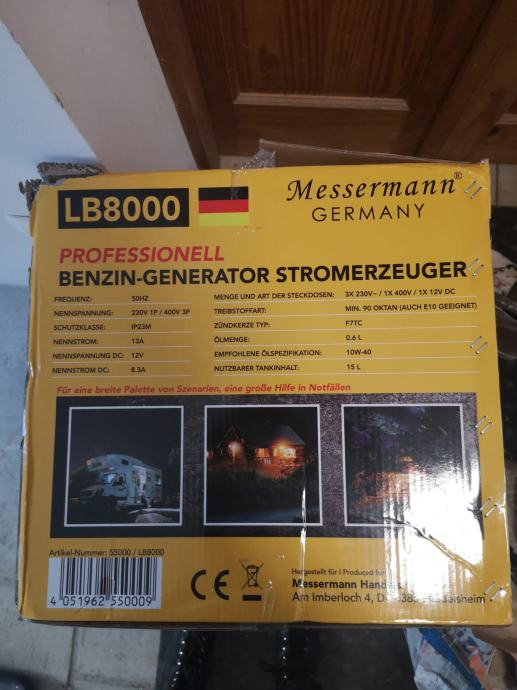 LB8000
Messermann®
GERMANY
PROFESSIONELL
BENZIN-GENERATOR STROMERZEUGER
FREQUENZ: 50HZ
NENNSPANNUNG: 230V 1P / 400V 3P
SCHUTZKLASSE: IP23M
NENNSTROM: 13A
NENNSPANNUNG DC: 12V
NENNSTROM DC: 8.3A
MENGE UND ART DER STECKDOSEN: 3X 230V~ / 1X 400V / 1X 12V DC
TREIBSTOFFART: MIN. 90 OKTAN (AUCH E10 GEEIGNET)
ZÜNDKERZE TYP: F7TC
ÖLMENGE: 0.6 L
EMPFOHLENE ÖLSPEZIFIKATION: 10W-40
NUTZBARER TANKINHALT: 15 L
Für eine breite Palette von Szenarien, eine große Hilfe in Notfällen
Artikel-Nummer: 55000 / LB8000
4 051962 550009
CE
Hergestellt für | Produced for
Messermann
Am Imberloch 4,